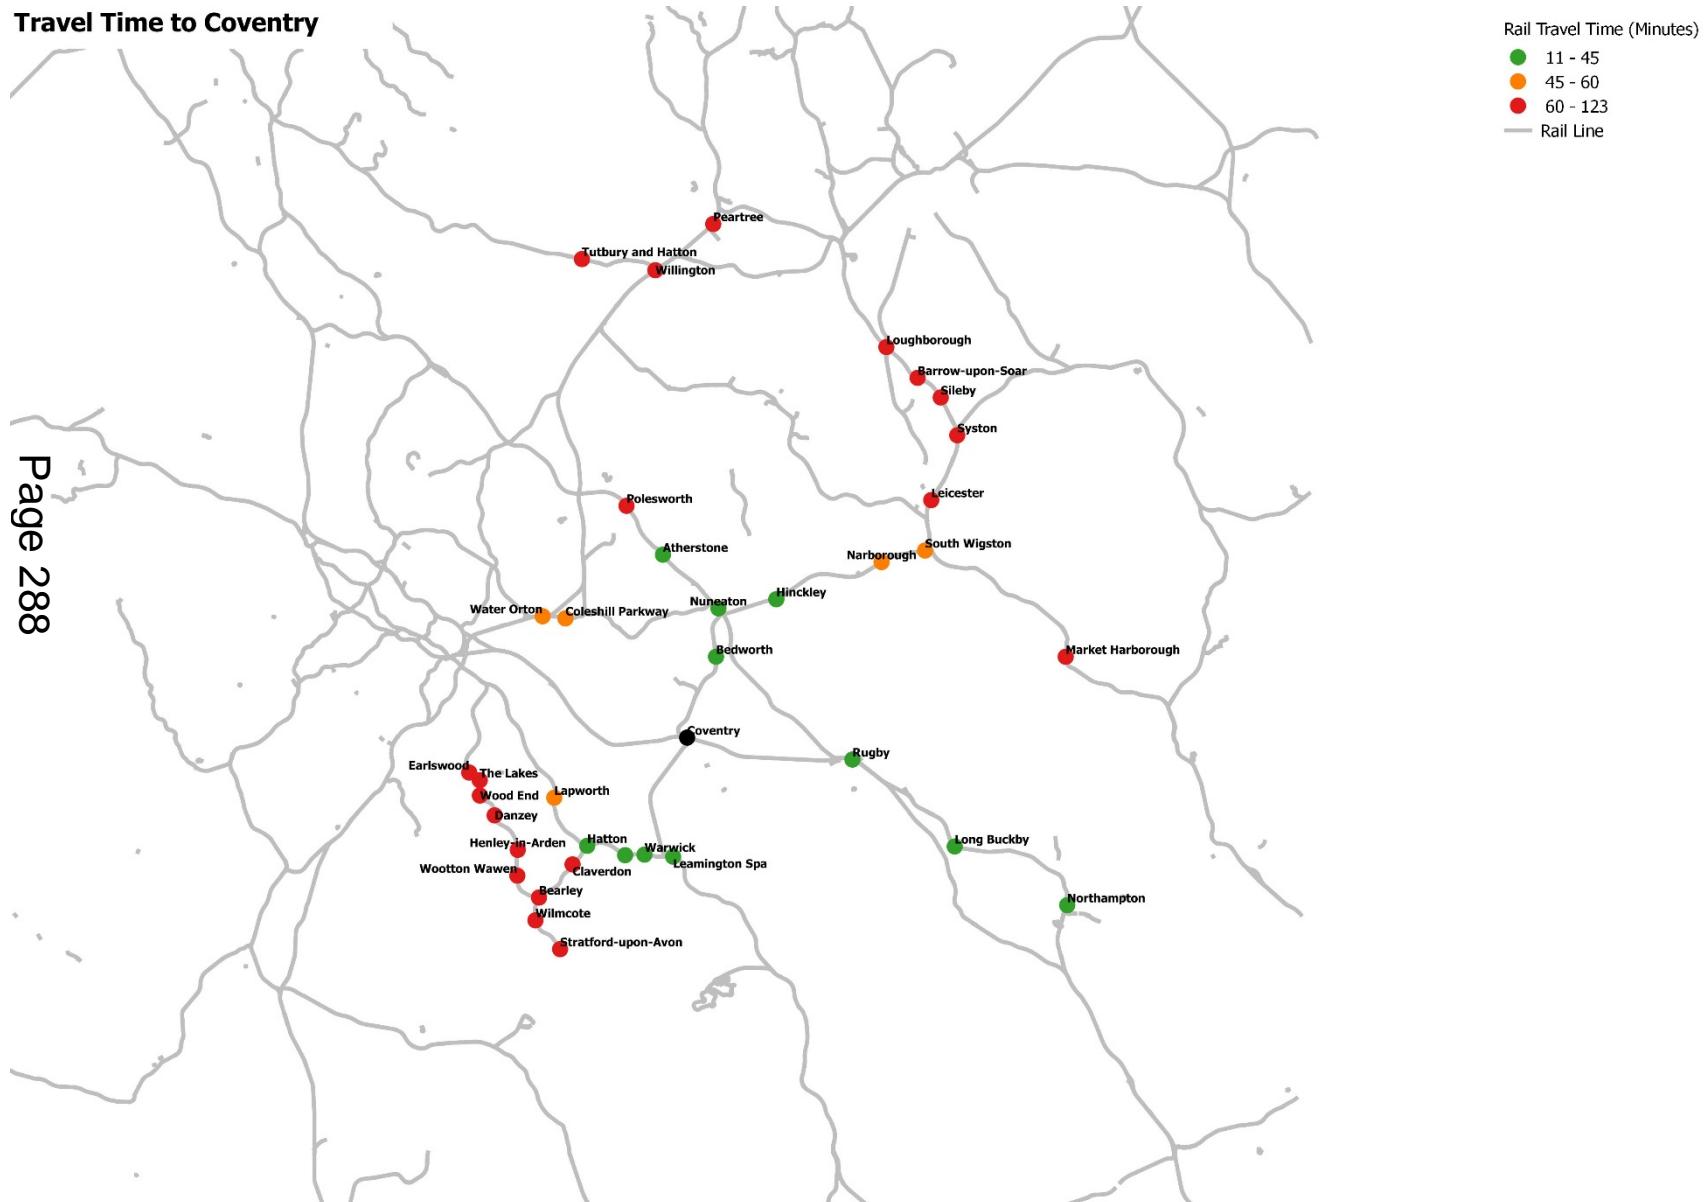 Travel Time to Coventry
Rail Travel Time (Minutes)
11 - 45
45 - 60
60 - 123
Rail Line
Peartree
Tutbury and Hatton
Willington
Loughborough
Barrow-upon-Soar
Sileby
Syston
Page 288
Polesworth
Leicester
Atherstone
South Wigston
Narborough
Hinckley
Nuneaton
Water Orton
Coleshill Parkway
Bedworth
Market Harborough
Coventry
Rugby
Earlswood
The Lakes
Wood End
Lapworth
Danzey
Henley-in-Arden
Hatton
Warwick
Long Buckby
Leamington Spa
Wootton Wawen
Claverdon
Bearley
Northampton
Wilmcote
Stratford-upon-Avon